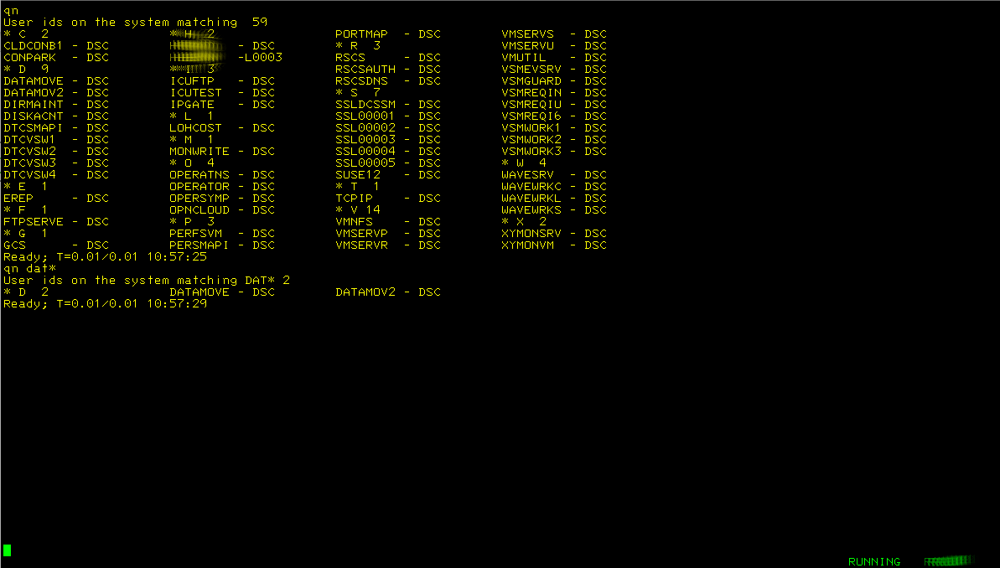 qn
User ids on the system matching  59
* C  2                * H  2                PORTMAP  - DSC        VMSERVS  - DSC
CLDCONB1 - DSC                 - DSC        * R  3                VMSERVU  - DSC
CONPARK  - DSC                 -L0003       RSCS     - DSC        VMUTIL   - DSC
* D  9                * I  3                RSCSAUTH - DSC        VSMEVSRV - DSC
DATAMOVE - DSC        ICUFTP   - DSC        RSCSDNS  - DSC        VSMGUARD - DSC
DATAMOV2 - DSC        ICUTEST  - DSC        * S  7                VSMREQIN - DSC
DIRMAINT - DSC        IPGATE   - DSC        SSLDCSSM - DSC        VSMREQIU - DSC
DISKACNT - DSC        * L  1                SSL00001 - DSC        VSMREQI6 - DSC
DTCSMAPI - DSC        LOHCOST  - DSC        SSL00002 - DSC        VSMWORK1 - DSC
DTCVSW1  - DSC        * M  1                SSL00003 - DSC        VSMWORK2 - DSC
DTCVSW2  - DSC        MONWRITE - DSC        SSL00004 - DSC        VSMWORK3 - DSC
DTCVSW3  - DSC        * O  4                SSL00005 - DSC        * W  4
DTCVSW4  - DSC        OPERATNS - DSC        SUSE12   - DSC        WAVESRV  - DSC
* E  1                OPERATOR - DSC        * T  1                WAVEWRKC - DSC
EREP     - DSC        OPERSYMP - DSC        TCPIP    - DSC        WAVEWRKL - DSC
* F  1                OPNCLOUD - DSC        * V 14                WAVEWRKS - DSC
FTPSERVE - DSC        * P  3                VMNFS    - DSC        * X  2
* G  1                PERFSVM  - DSC        VMSERVP  - DSC        XYMONSRV - DSC
GCS      - DSC        PERSMAPI - DSC        VMSERVR  - DSC        XYMONVM  - DSC
Ready; T=0.01/0.01 10:57:25
qn dat*
User ids on the system matching DAT* 2
* D  2                DATAMOVE - DSC        DATAMOV2 - DSC
Ready; T=0.01/0.01 10:57:29
RUNNING